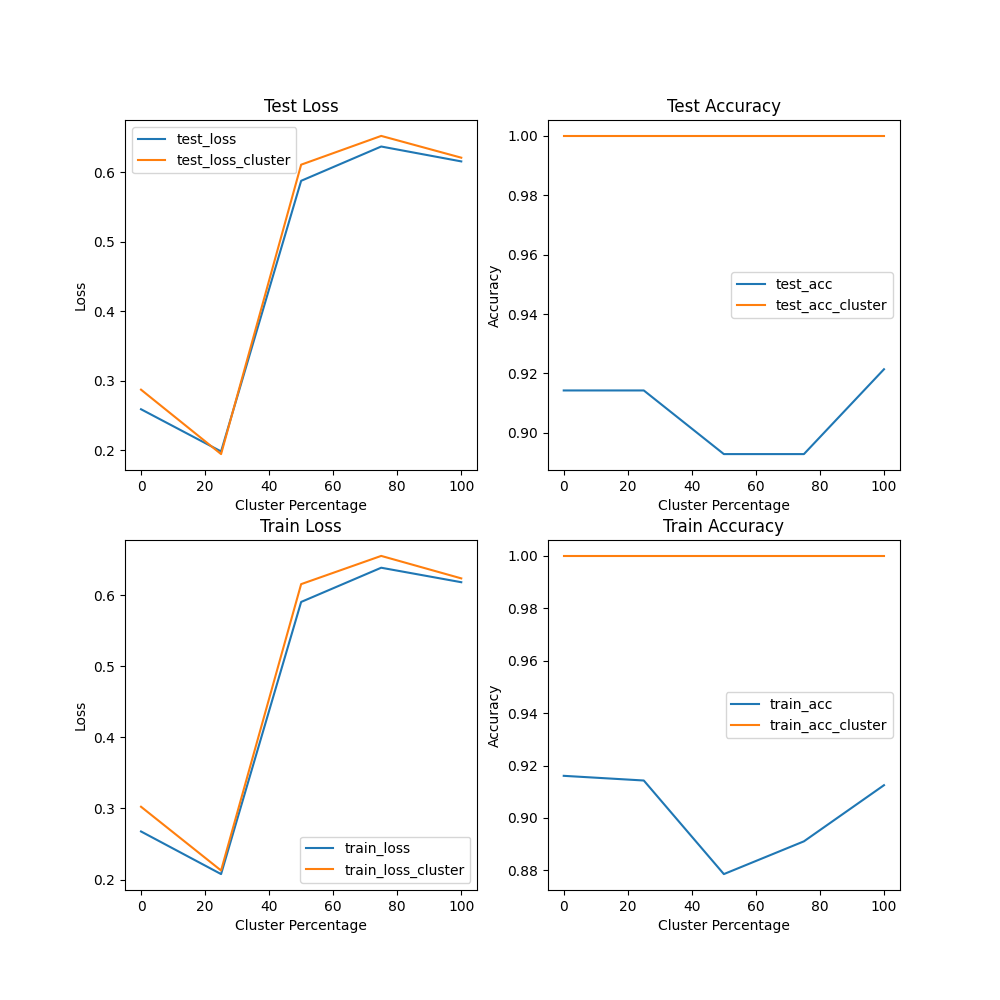 Test Loss
test_loss
test_loss_cluster
0.6
0.5
0.4
0.3
0.2
Loss
0 20 40 60 80 100
Cluster Percentage
Test Accuracy
1.00
0.98
0.96
0.94
0.92
0.90
Accuracy
test_acc
test_acc_cluster
0 20 40 60 80 100
Cluster Percentage
Train Loss
0.6
0.5
0.4
0.3
0.2
Loss
train_loss
train_loss_cluster
0 20 40 60 80 100
Cluster Percentage
Train Accuracy
1.00
0.98
0.96
0.94
0.92
0.90
0.88
Accuracy
train_acc
train_acc_cluster
0 20 40 60 80 100
Cluster Percentage